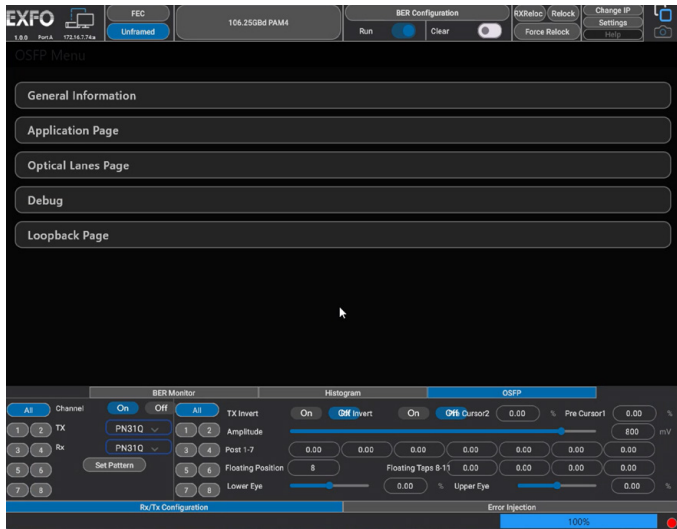 EXFO FEC 106.25GBd PAM4 BER Configuration RXReloc Relock Change IP
Unframed Run Clear Force Relock Settings
1.0.0 Port A Help
OSFP Menu
General Information
Application Page
Optical Lanes Page
Debug
Loopback Page
BER Monitor Histogram OSFP
All Channel On Off All TX Invert On Off Invert On Off Cursor2 0.00 % Pre Cursor1 0.00 %
1 2 TX PN31Q 1 2 Amplitude 800 mV
3 4 Rx PN31Q 3 4 Post 1-7 0.00 0.00 0.00 0.00 0.00 0.00 0.00
5 6 Set Pattern 5 6 Floating Position 8 Floating Taps 8-11 0.00 0.00 0.00 0.00
7 8 7 8 Lower Eye 0.00 % Upper Eye 0.00 %
Rx/Tx Configuration Error Injection
100%